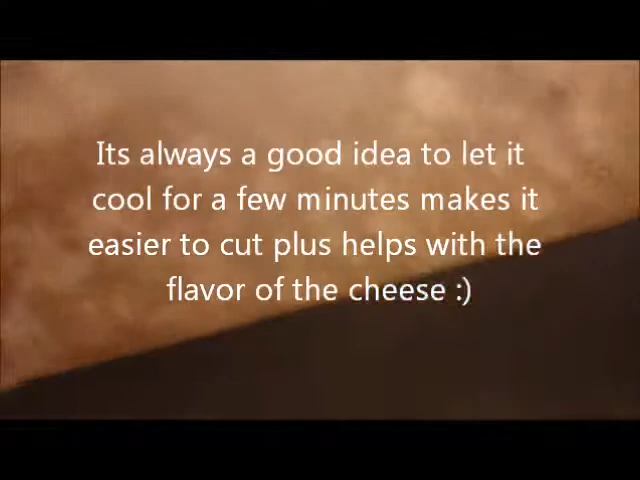 Its always a good idea to let it
cool for a few minutes makes it
easier to cut plus helps with the
flavor of the cheese :)